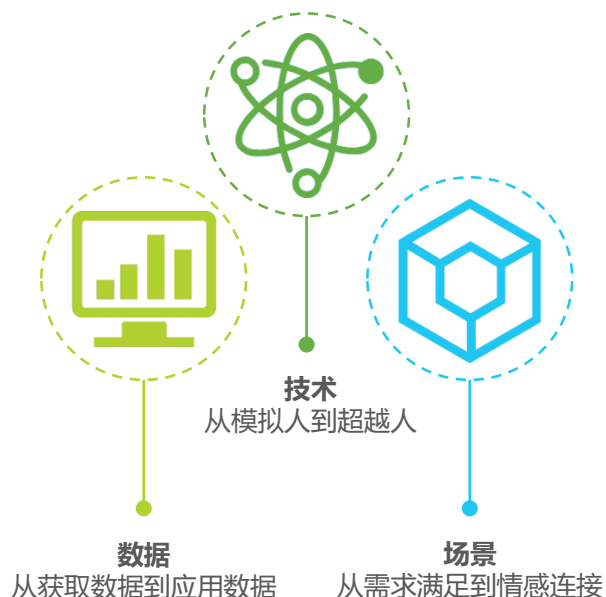 技术
从模拟人到超越人
数据
从获取数据到应用数据
场景
从需求满足到情感连接